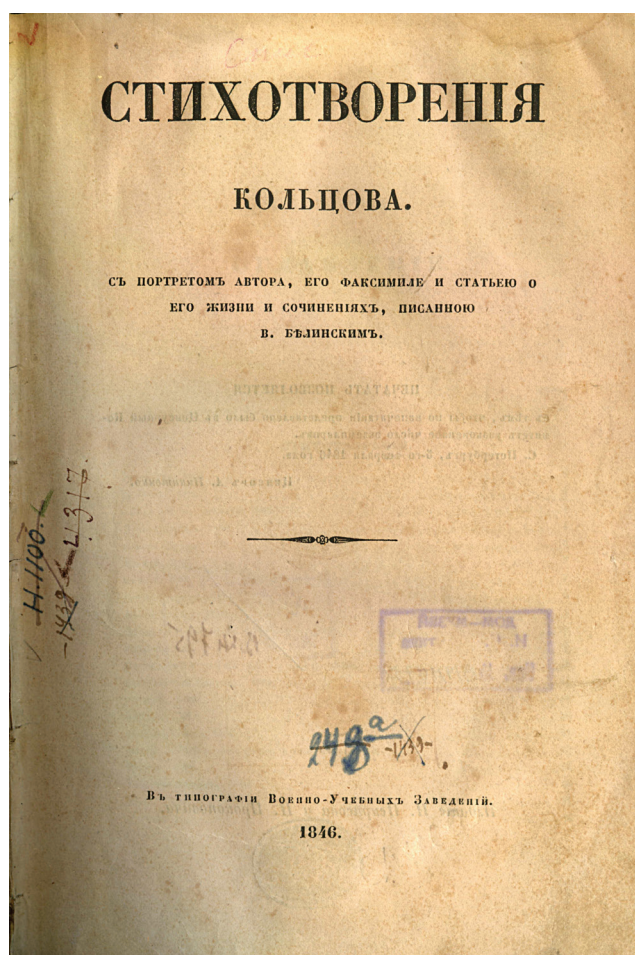 СТИХОТВОРЕНІЯ
КОЛЬЦОВА.
СЪ ПОРТРЕТОМЪ АВТОРА, ЕГО ФАКСИМИЛЕ И СТАТЬЕЮ О
ЕГО ЖИЗНИ И СОЧИНЕНІЯХЪ, ПИСАННОЮ
В. БѢЛИНСКИМЪ.
248а
Въ типографіи Военно-Учебныхъ Заведеній.
1846.